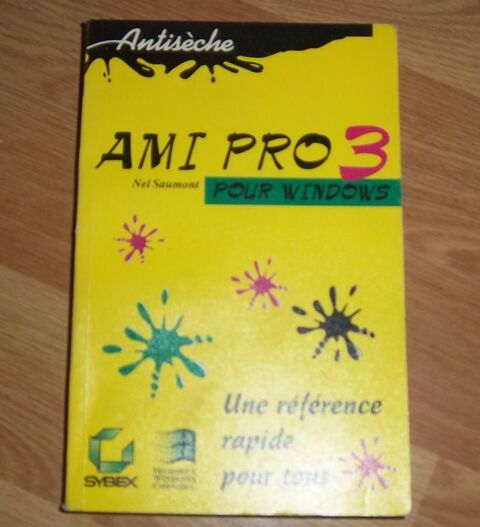 Antisèche
AMI PRO 3
Nel Saumont
POUR WINDOWS
Une référence
rapide
pour tous
SYBEX